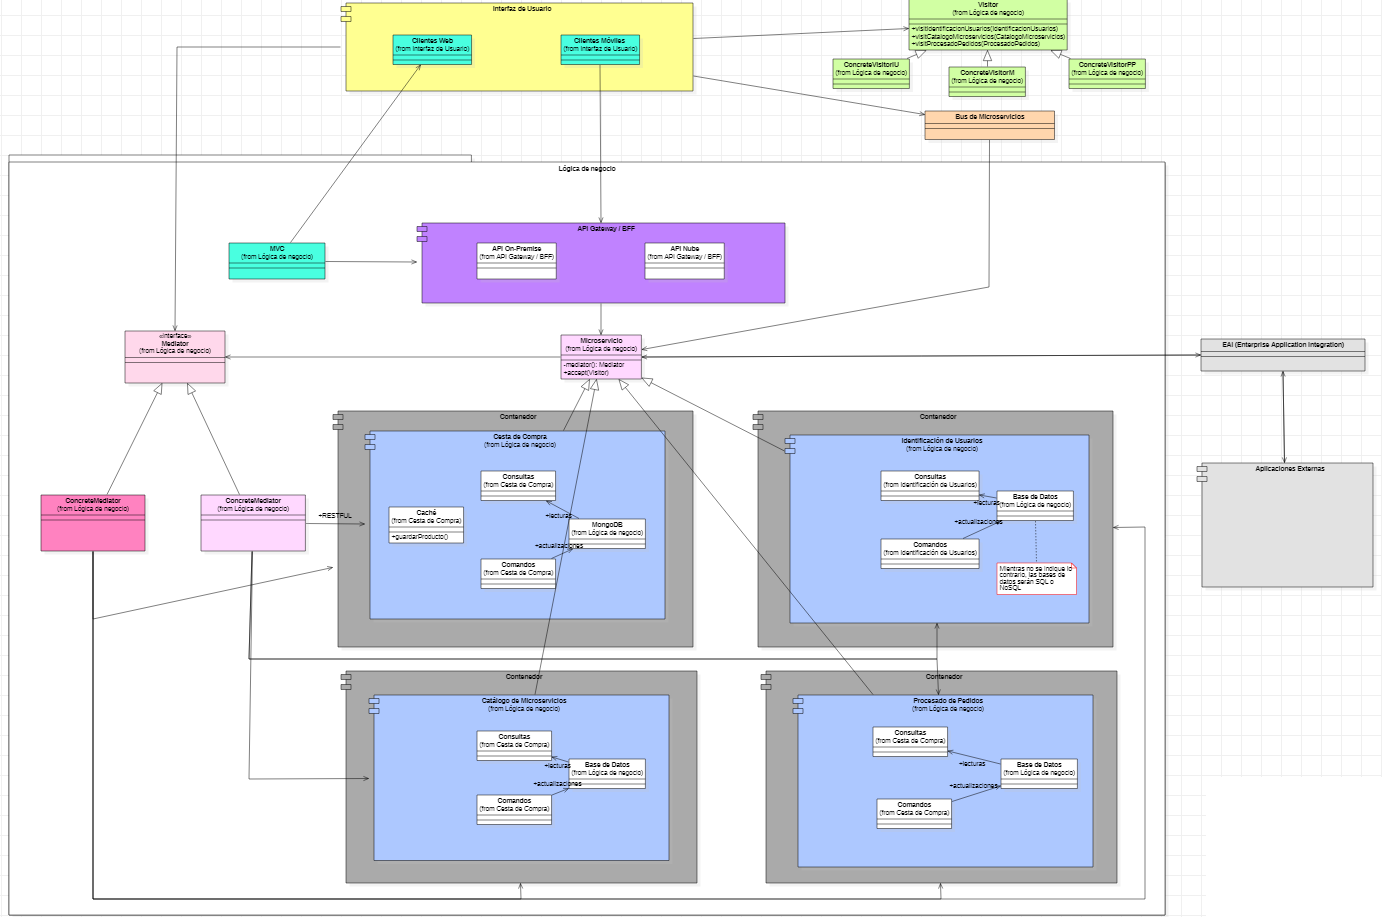 Interfaz de Usuario
Clientes Web
(from Interfaz de Usuario)
Clientes Móviles
(from Interfaz de Usuario)
Visitor
(from Lógica de negocio)
+visitIdentificacionUsuarios(IdentificacionUsuarios)
+visitCatalogoMicroservicios(CatalogoMicroservicios)
+visitProcesadoPedidos(ProcesadoPedidos)
ConcreteVisitorIU
(from Lógica de negocio)
ConcreteVisitorM
(from Lógica de negocio)
ConcreteVisitorPP
(from Lógica de negocio)
Bus de Microservicios
Lógica de negocio
MVC
(from Lógica de negocio)
API Gateway / BFF
API On-Premise
(from API Gateway / BFF)
API Nube
(from API Gateway / BFF)
«interface»
Mediator
(from Lógica de negocio)
Microservicio
(from Lógica de negocio)
-mediator(): Mediator
+accept(Visitor)
EAI (Enterprise Application Integration)
Contenedor
Cesta de Compra
(from Lógica de negocio)
Consultas
(from Cesta de Compra)
Caché
(from Cesta de Compra)
+guardarProducto()
+lecturas
MongoDB
(from Lógica de negocio)
+actualizaciones
Comandos
(from Cesta de Compra)
Contenedor
Identificación de Usuarios
(from Lógica de negocio)
Consultas
(from Identificación de Usuarios)
+lecturas
Base de Datos
(from Lógica de negocio)
+actualizaciones
Comandos
(from Identificación de Usuarios)
Mientras no se indique lo
contrario, las bases de
datos serán SQL o
NoSQL
Aplicaciones Externas
ConcreteMediator
(from Lógica de negocio)
ConcreteMediator
(from Lógica de negocio)
+RESTFUL
Contenedor
Catálogo de Microservicios
(from Lógica de negocio)
Consultas
(from Cesta de Compra)
+lecturas
Base de Datos
(from Lógica de negocio)
+actualizaciones
Comandos
(from Cesta de Compra)
Contenedor
Procesado de Pedidos
(from Lógica de negocio)
Consultas
(from Cesta de Compra)
+lecturas
Base de Datos
(from Lógica de negocio)
+actualizaciones
Comandos
(from Cesta de Compra)